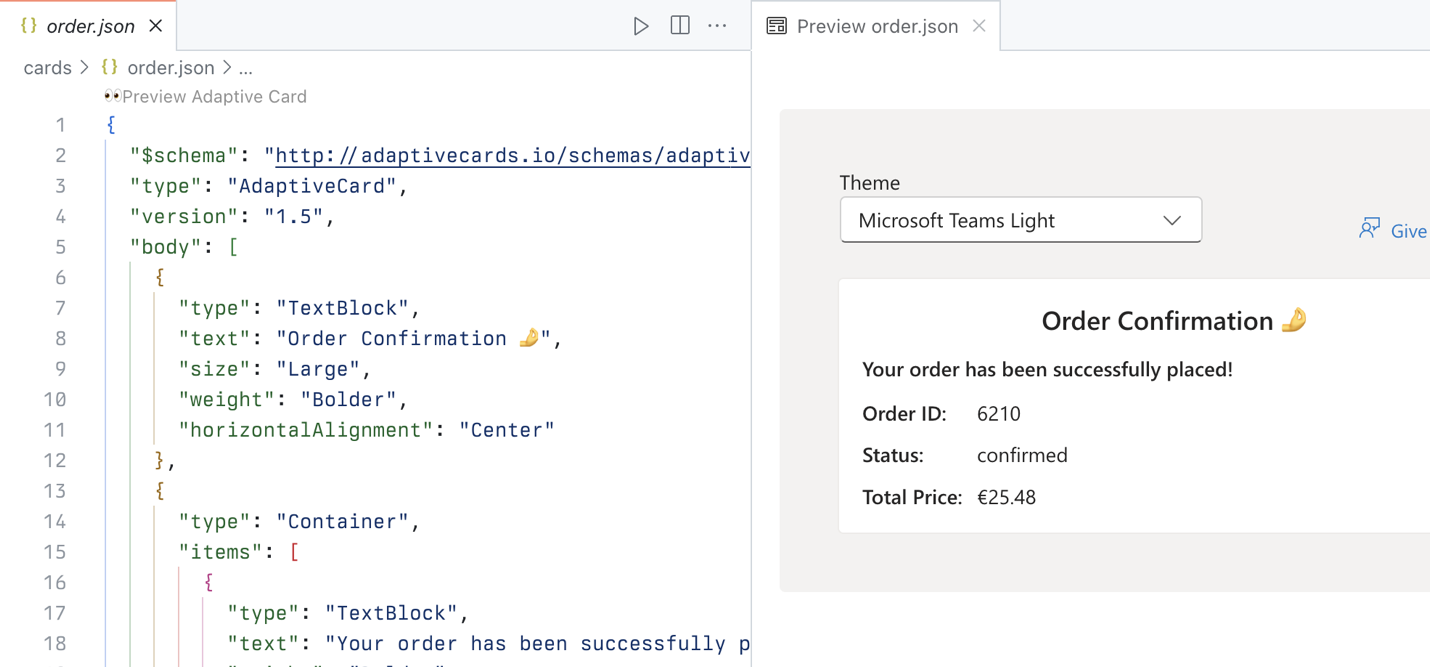 {} order.json ×
cards > {} order.json > ...
👀Preview Adaptive Card
1 {
2 "$schema": "http://adaptivecards.io/schemas/adaptiv
3 "type": "AdaptiveCard",
4 "version": "1.5",
5 "body": [
6 {
7 "type": "TextBlock",
8 "text": "Order Confirmation 🫴",
9 "size": "Large",
10 "weight": "Bolder",
11 "horizontalAlignment": "Center"
12 },
13 {
14 "type": "Container",
15 "items": [
16 {
17 "type": "TextBlock",
18 "text": "Your order has been successfully p
Preview order.json ×
Theme
Microsoft Teams Light
Give
Order Confirmation 🫴
Your order has been successfully placed!
Order ID: 6210
Status: confirmed
Total Price: €25.48